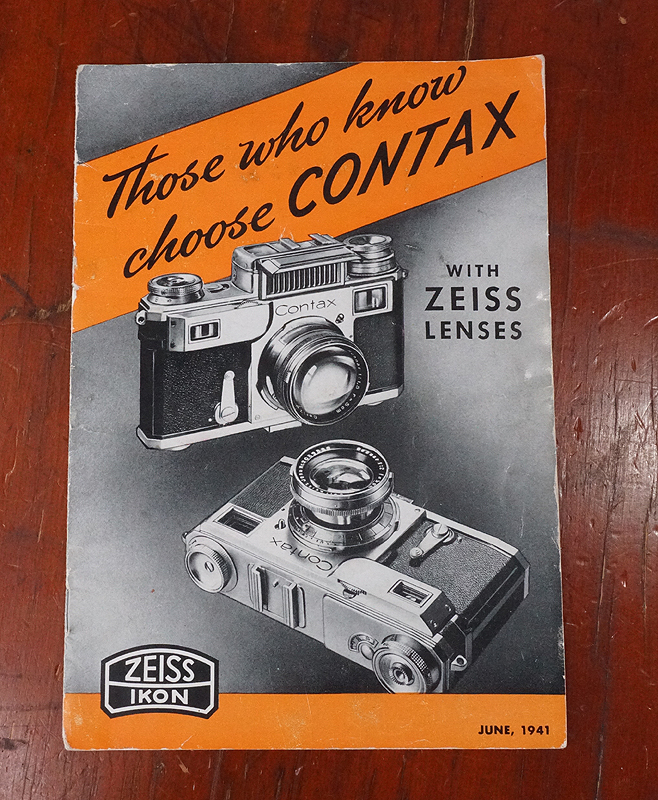 Those who know
choose CONTAX
WITH
ZEISS
LENSES
Contax
Contax
ZEISS
IKON
JUNE, 1941